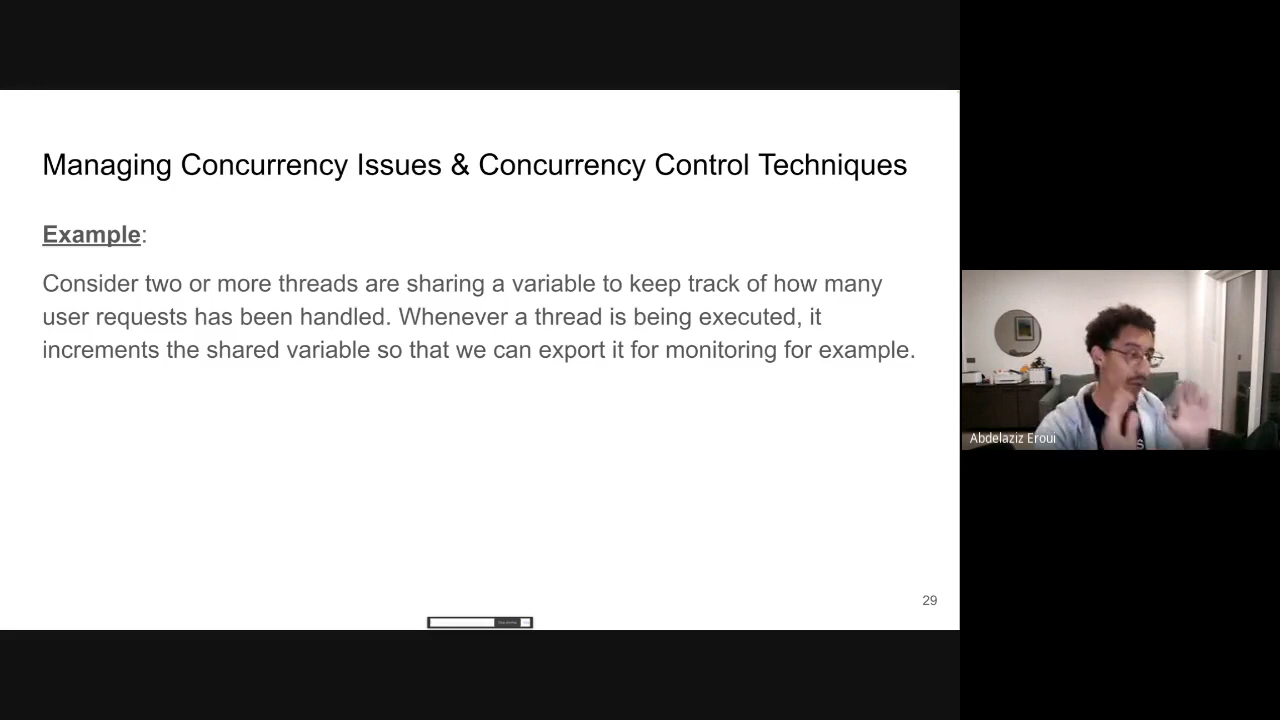 Managing Concurrency Issues & Concurrency Control Techniques
Example:
Consider two or more threads are sharing a variable to keep track of how many
user requests has been handled. Whenever a thread is being executed, it
increments the shared variable so that we can export it for monitoring for example.
29
Abdelaziz Eroui